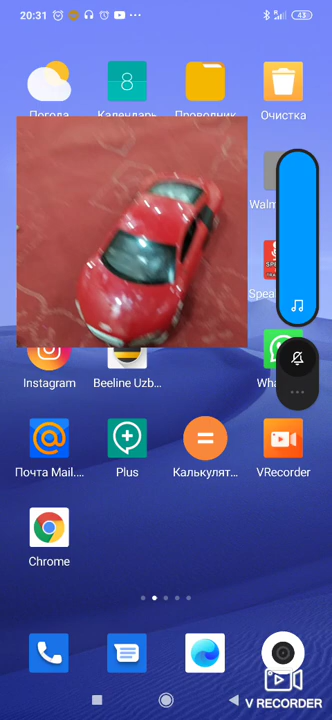 20:31
43
8
Погода
Календарь
Проводник
Очистка
Walm
Spea
Instagram
Beeline Uzb...
Wha
Почта Mail....
Plus
Калькулят...
VRecorder
Chrome
V RECORDER